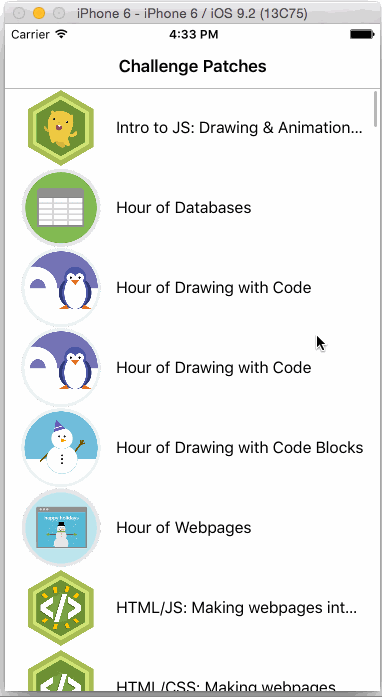 iPhone 6 - iPhone 6 / iOS 9.2 (13C75)
Carrier 4:33 PM
Challenge Patches
Intro to JS: Drawing & Animation...
Hour of Databases
Hour of Drawing with Code
Hour of Drawing with Code
Hour of Drawing with Code Blocks
happy holidays
Hour of Webpages
</>
HTML/JS: Making webpages int...
HTML/CSS: Making webpages